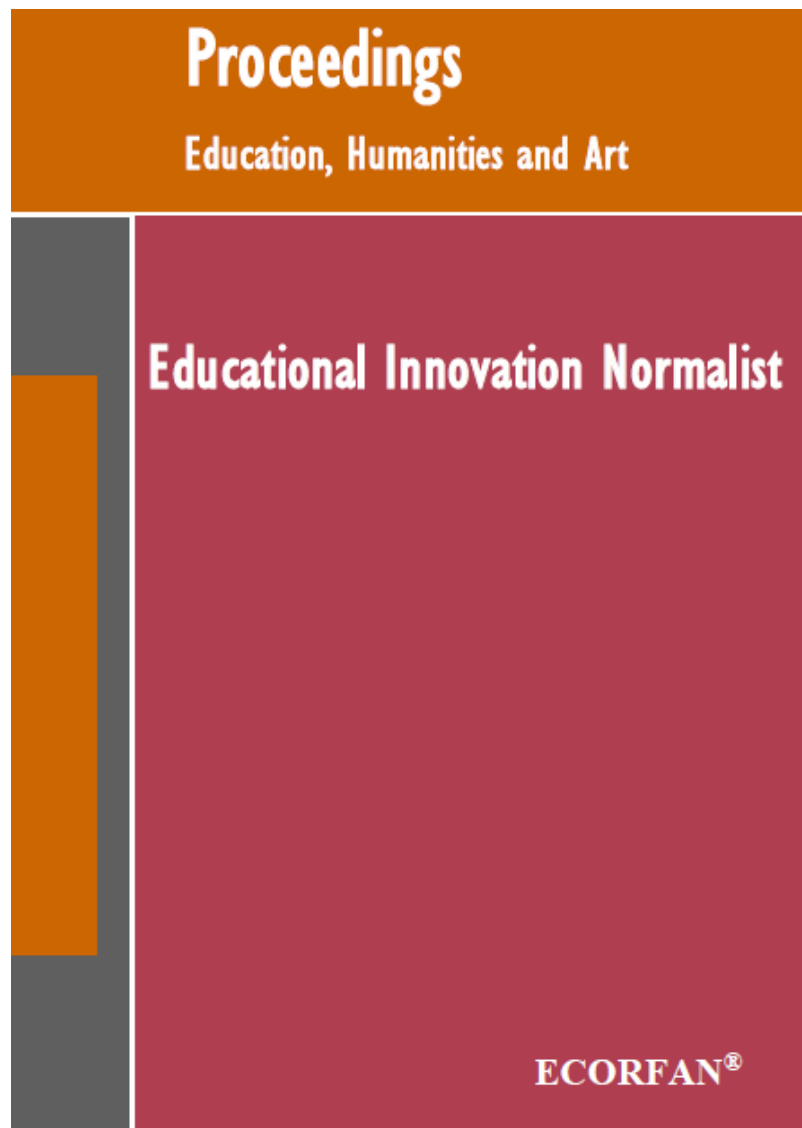 Proceedings
Education, Humanities and Art
Educational Innovation Normalist
ECORFAN®